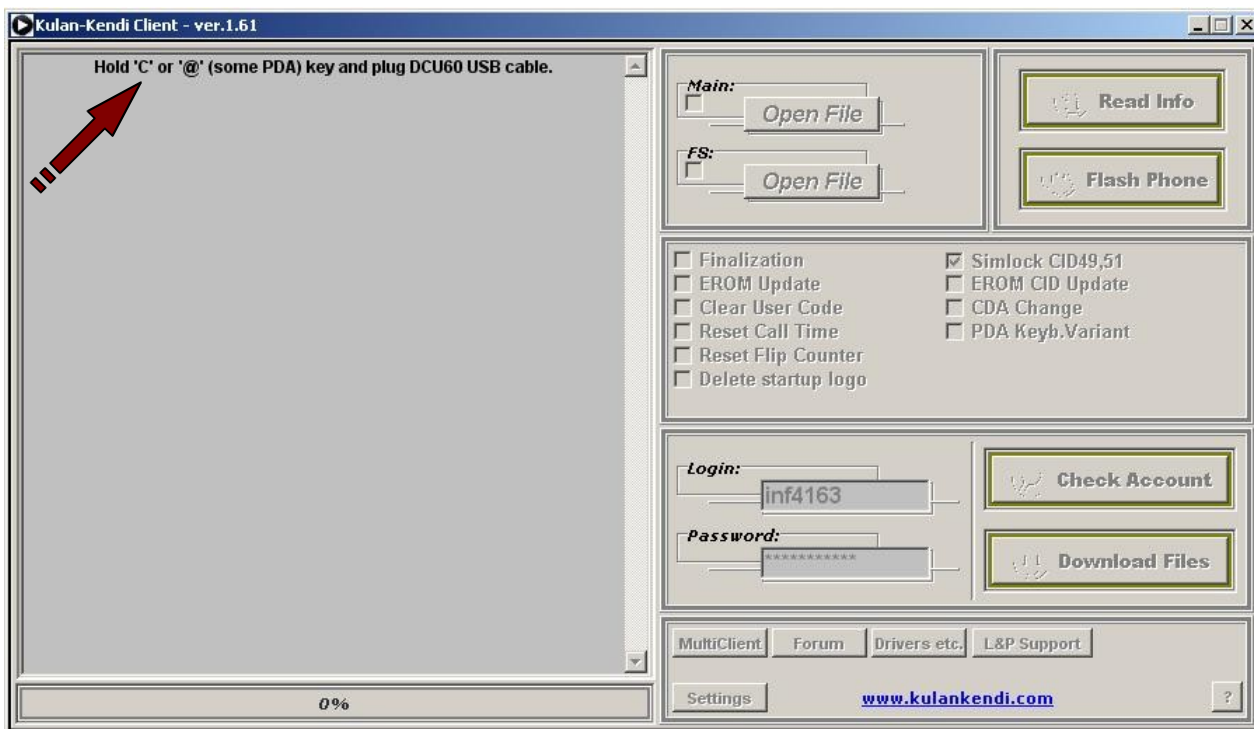 Kulan-Kendi Client - ver.1.61
Hold 'C' or '@' (some PDA) key and plug DCU60 USB cable.
0%
Main:
Open File
FS:
Open File
Read Info
Flash Phone
Finalization
EROM Update
Clear User Code
Reset Call Time
Reset Flip Counter
Delete startup logo
Simlock CID49,51
EROM CID Update
CDA Change
PDA Keyb.Variant
Login:
inf4163
Password:
***********
Check Account
Download Files
MultiClient Forum Drivers etc. L&P Support
Settings www.kulankendi.com ?